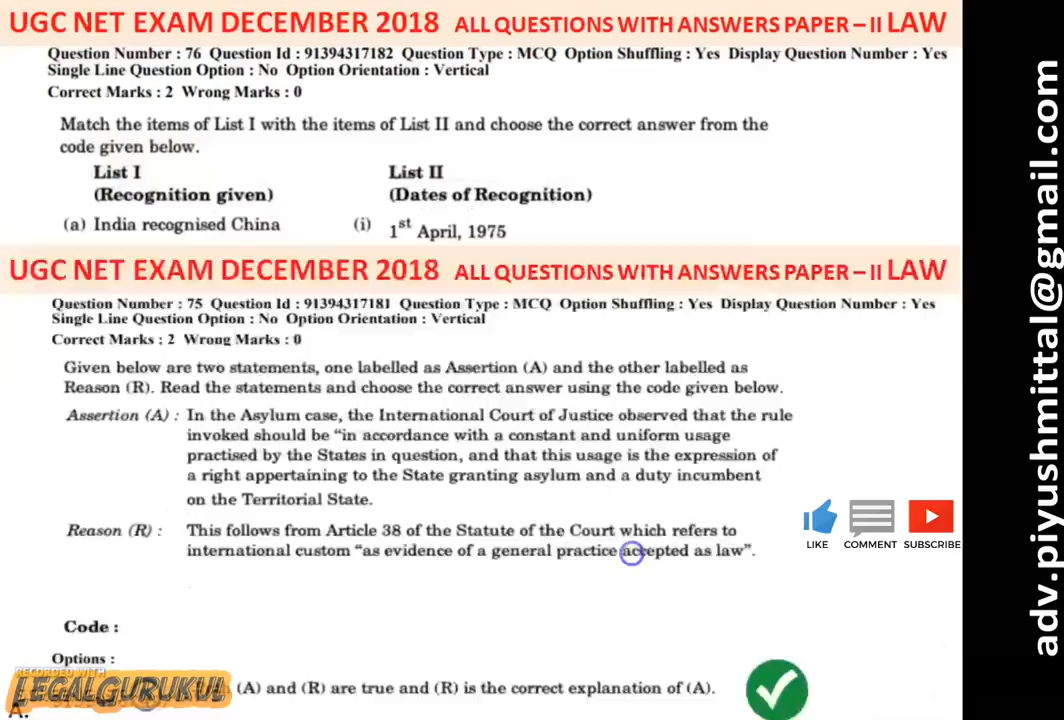 UGC NET EXAM DECEMBER 2018 ALL QUESTIONS WITH ANSWERS PAPER – II LAW
Question Number : 76 Question Id : 91394317182 Question Type : MCQ Option Shuffling : Yes Display Question Number : Yes
Single Line Question Option : No Option Orientation : Vertical
Correct Marks : 2 Wrong Marks : 0
Match the items of List I with the items of List II and choose the correct answer from the
code given below.
List I List II
(Recognition given) (Dates of Recognition)
(a) India recognised China (i) 1st April, 1975
UGC NET EXAM DECEMBER 2018 ALL QUESTIONS WITH ANSWERS PAPER – II LAW
Question Number : 75 Question Id : 91394317181 Question Type : MCQ Option Shuffling : Yes Display Question Number : Yes
Single Line Question Option : No Option Orientation : Vertical
Correct Marks : 2 Wrong Marks : 0
Given below are two statements, one labelled as Assertion (A) and the other labelled as
Reason (R). Read the statements and choose the correct answer using the code given below.
Assertion (A) : In the Asylum case, the International Court of Justice observed that the rule
invoked should be “in accordance with a constant and uniform usage
practised by the States in question, and that this usage is the expression of
a right appertaining to the State granting asylum and a duty incumbent
on the Territorial State.
Reason (R) : This follows from Article 38 of the Statute of the Court which refers to
international custom “as evidence of a general practice accepted as law”.
LIKE COMMENT SUBSCRIBE
Code :
Options :
RECORDED WITH
LEGALGURUKUL
(A) and (R) are true and (R) is the correct explanation of (A).
A.
adv.piyushmittal@gmail.com